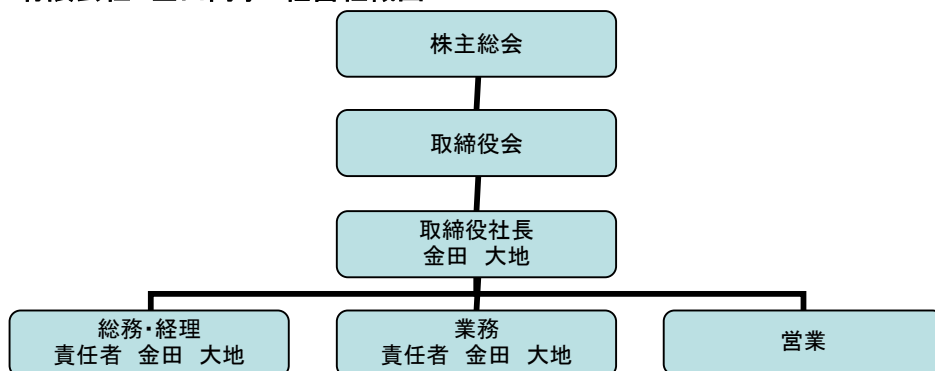 株主総会
取締役会
取締役社長
金田　大地
総務・経理
責任者　金田　大地
業務
責任者　金田　大地
営業